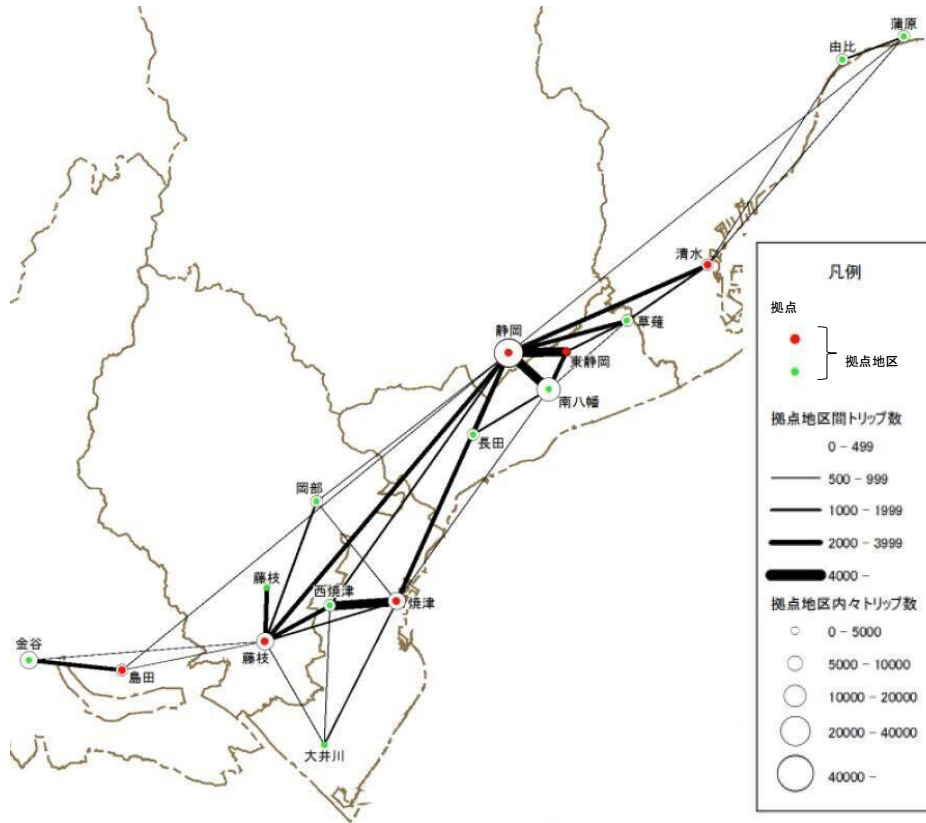 蒲原
由比
清水
草薙
静岡
東静岡
南八幡
長田
岡部
藤枝
西焼津
焼津
金谷
藤枝
島田
大井川
凡例
拠点
拠点地区
拠点地区間トリップ数
0 - 499
500 - 999
1000 - 1999
2000 - 3999
4000 -
拠点地区内々トリップ数
0 - 5000
5000 - 10000
10000 - 20000
20000 - 40000
40000 -